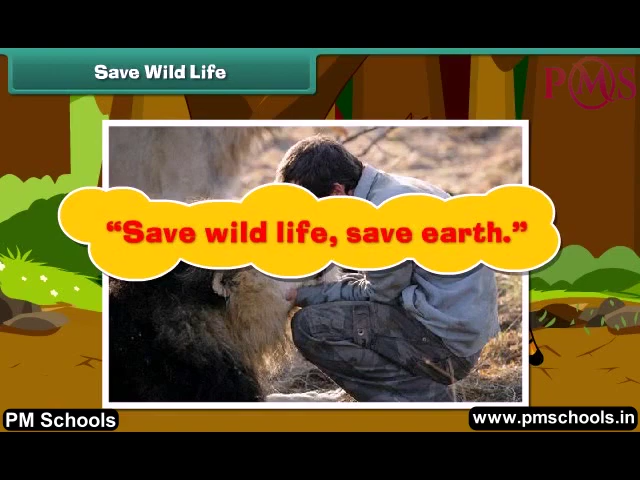 Save Wild Life
PMS
“Save wild life, save earth.”
PM Schools
www.pmschools.in